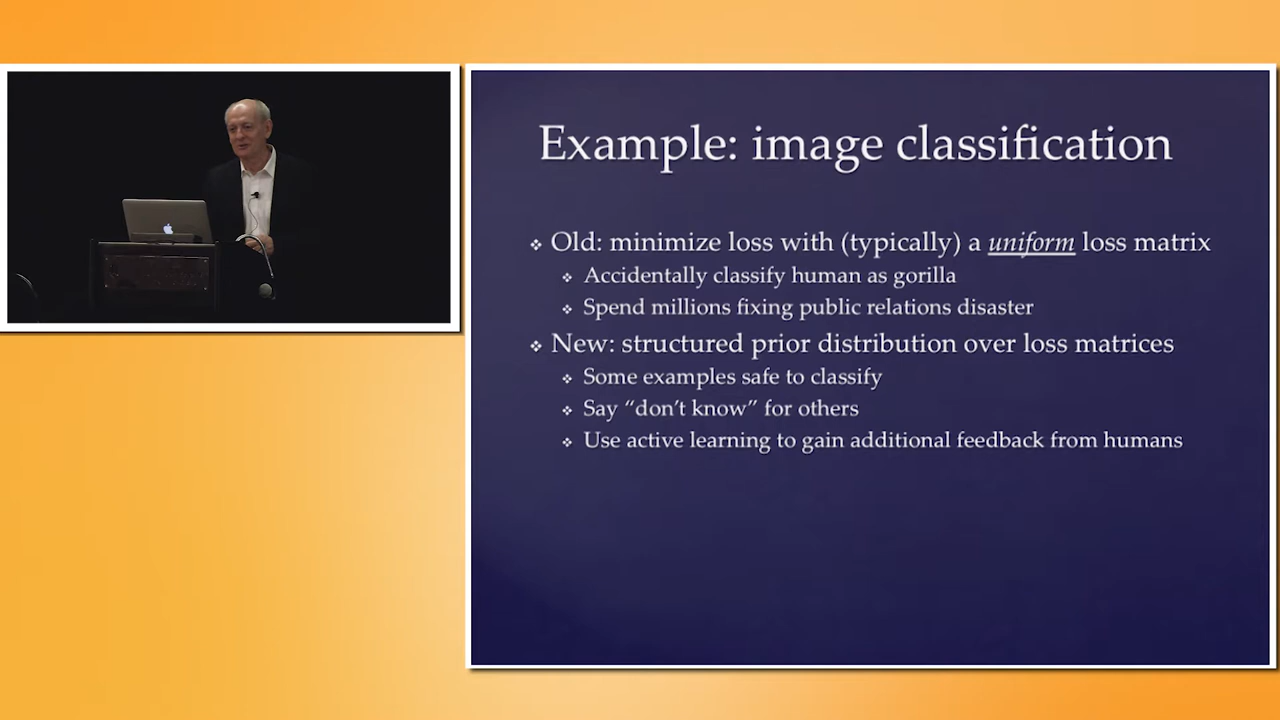 Example: image classification
Old: minimize loss with (typically) a uniform loss matrix
Accidentally classify human as gorilla
Spend millions fixing public relations disaster
New: structured prior distribution over loss matrices
Some examples safe to classify
Say “don’t know” for others
Use active learning to gain additional feedback from humans